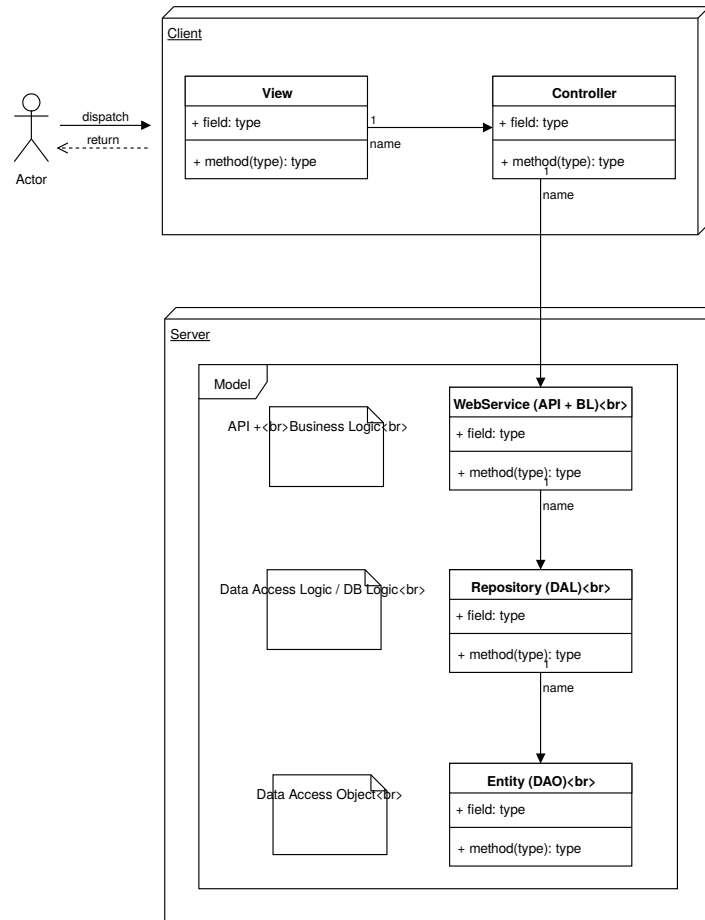 Client
View
+ field: type
+ method(type): type
1
name
Controller
+ field: type
+ method(type): type
1
name
dispatch
return
Actor
Server
Model
API +<br>Business Logic<br>
WebService (API + BL)<br>
+ field: type
+ method(type): type
1
name
Data Access Logic / DB Logic<br>
Repository (DAL)<br>
+ field: type
+ method(type): type
1
name
Data Access Object<br>
Entity (DAO)<br>
+ field: type
+ method(type): type